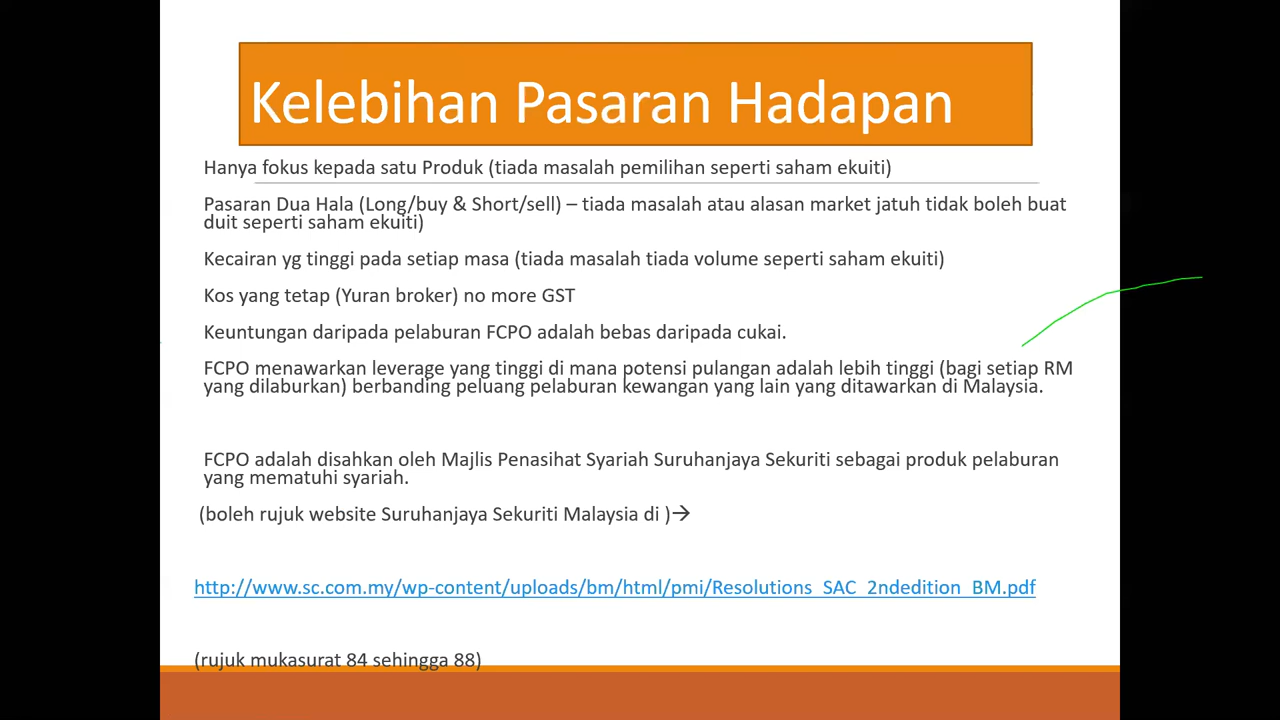 Kelebihan Pasaran Hadapan
Hanya fokus kepada satu Produk (tiada masalah pemilihan seperti saham ekuiti)
Pasaran Dua Hala (Long/buy & Short/sell) – tiada masalah atau alasan market jatuh tidak boleh buat
duit seperti saham ekuiti)
Kecairan yg tinggi pada setiap masa (tiada masalah tiada volume seperti saham ekuiti)
Kos yang tetap (Yuran broker) no more GST
Keuntungan daripada pelaburan FCPO adalah bebas daripada cukai.
FCPO menawarkan leverage yang tinggi di mana potensi pulangan adalah lebih tinggi (bagi setiap RM
yang dilaburkan) berbanding peluang pelaburan kewangan yang lain yang ditawarkan di Malaysia.
FCPO adalah disahkan oleh Majlis Penasihat Syariah Suruhanjaya Sekuriti sebagai produk pelaburan
yang mematuhi syariah.
(boleh rujuk website Suruhanjaya Sekuriti Malaysia di )→
http://www.sc.com.my/wp-content/uploads/bm/html/pmi/Resolutions_SAC_2ndedition_BM.pdf
(rujuk mukasurat 84 sehingga 88)